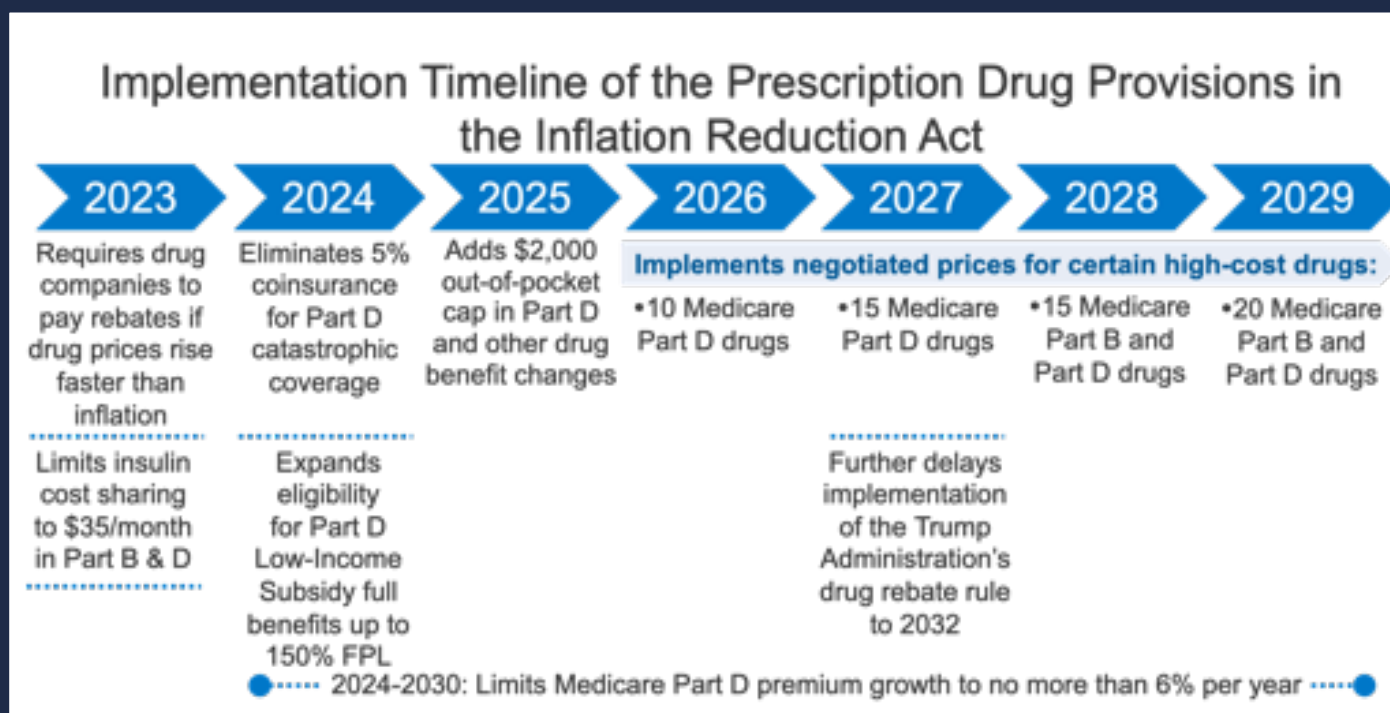 Implementation Timeline of the Prescription Drug Provisions in
the Inflation Reduction Act
2023
Requires drug
companies to
pay rebates if
drug prices rise
faster than
inflation
Limits insulin
cost sharing
to $35/month
in Part B & D
2024
Eliminates 5%
coinsurance
for Part D
catastrophic
coverage
Expands
eligibility
for Part D
Low-Income
Subsidy full
benefits up to
150% FPL
2025
Adds $2,000
out-of-pocket
cap in Part D
and other drug
benefit changes
Implements negotiated prices for certain high-cost drugs:
2026
•10 Medicare
Part D drugs
2027
•15 Medicare
Part D drugs
Further delays
implementation
of the Trump
Administration's
drug rebate rule
to 2032
2028
•15 Medicare
Part B and
Part D drugs
2029
•20 Medicare
Part B and
Part D drugs
2024-2030: Limits Medicare Part D premium growth to no more than 6% per year